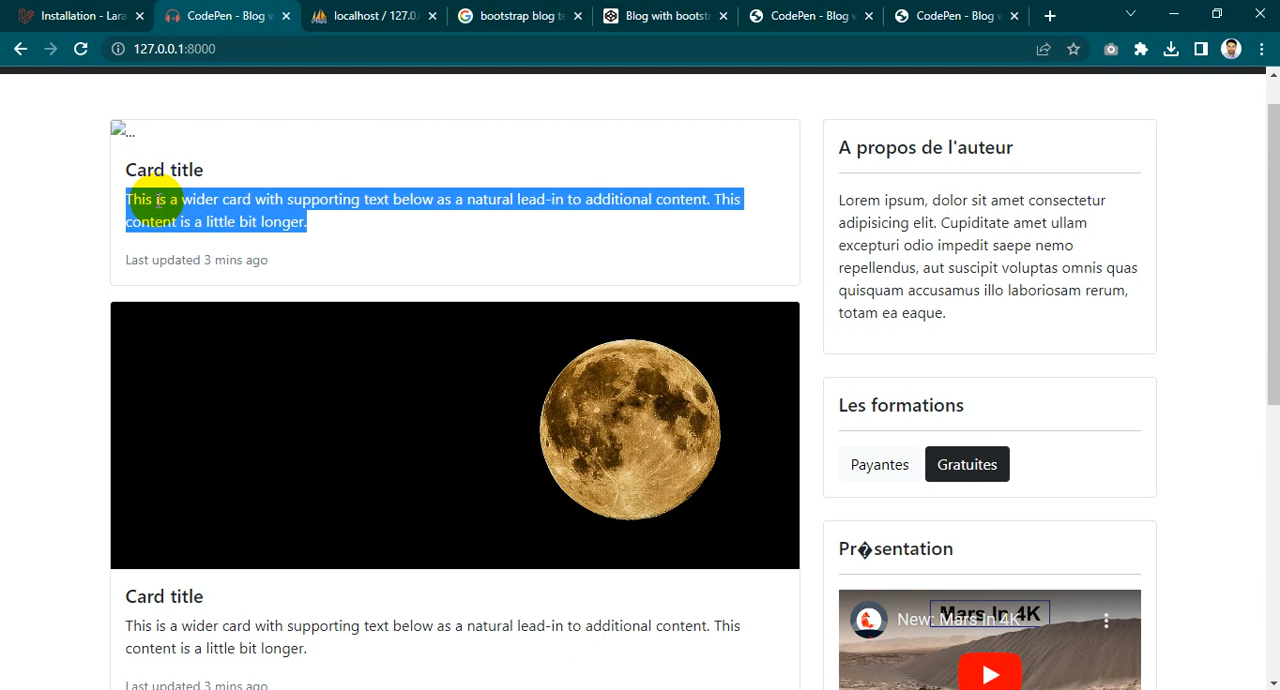 Installation - Lara
CodePen - Blog w
localhost / 127.0.
bootstrap blog te
Blog with bootst
CodePen - Blog w
CodePen - Blog w
127.0.0.1:8000
...
Card title
This is a wider card with supporting text below as a natural lead-in to additional content. This
content is a little bit longer.
Last updated 3 mins ago
Card title
This is a wider card with supporting text below as a natural lead-in to additional content. This
content is a little bit longer.
Last updated 3 mins ago
A propos de l'auteur
Lorem ipsum, dolor sit amet consectetur
adipisicing elit. Cupiditate amet ullam
excepturi odio impedit saepe nemo
repellendus, aut suscipit voluptas omnis quas
quisquam accusamus illo laboriosam rerum,
totam ea eaque.
Les formations
Payantes Gratuites
Pr�sentation
New: Mars In 4K
Mars In 4K